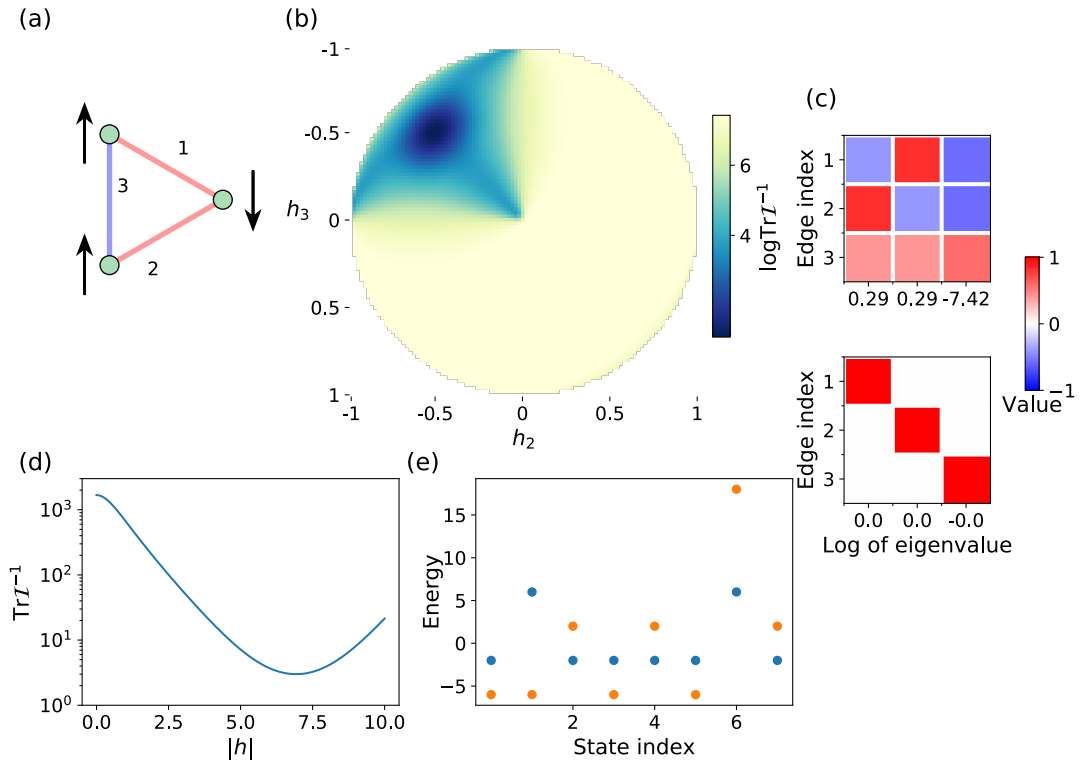 (a)
1
3
2
(b)
-1
-0.5
h₃
0
0.5
1
-1
-0.5
0
0.5
1
h₂
6
4
logTrℐ⁻¹
(c)
Edge index
1
2
3
0.29
0.29
-7.42
Edge index
1
2
3
0.0
0.0
-0.0
Log of eigenvalue
1
0
−1
Value
(d)
10³
10²
10¹
10⁰
Trℐ⁻¹
0.0
2.5
5.0
7.5
10.0
|h|
(e)
15
10
5
0
−5
Energy
2
4
6
State index